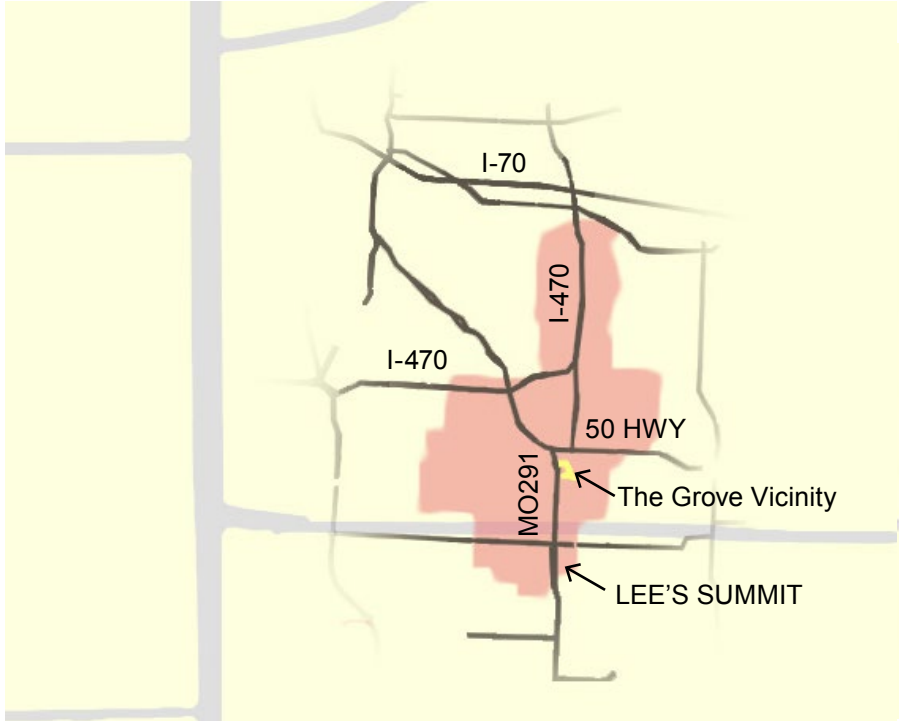 I-70
I-470
I-470
50 HWY
MO291
The Grove Vicinity
LEE'S SUMMIT